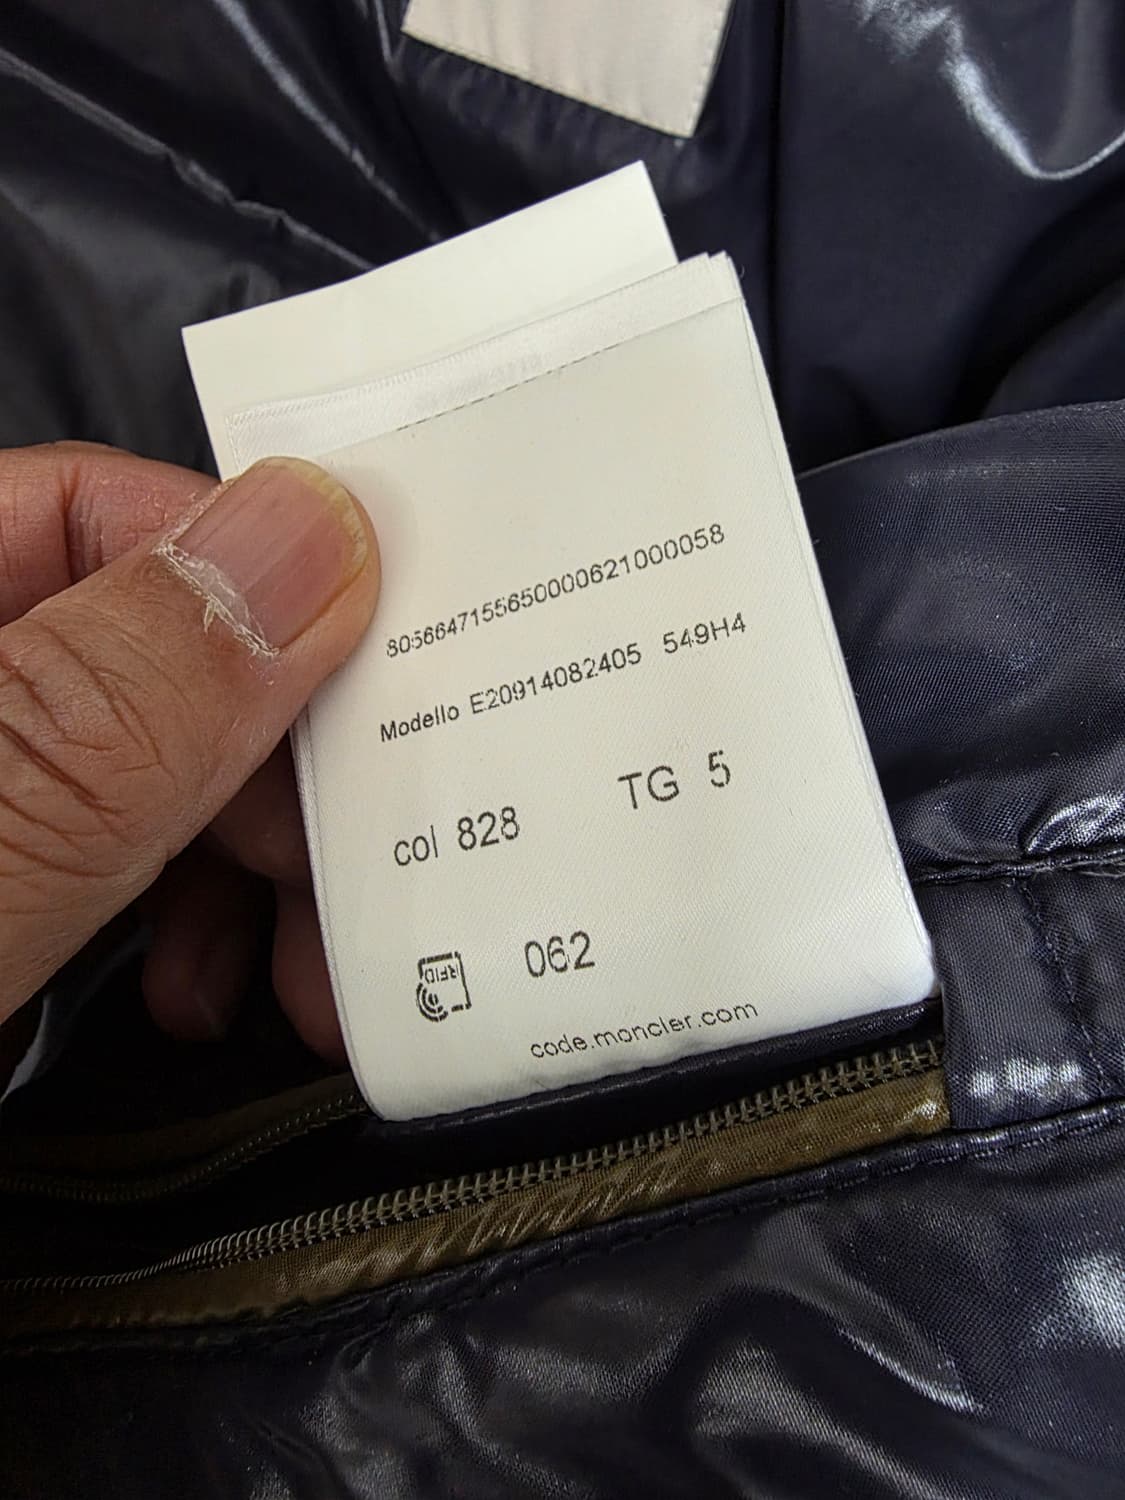 8056647155650000621000058
Modello E20914082405 549H4
col 828 TG 5
RFID 062
code.moncler.com